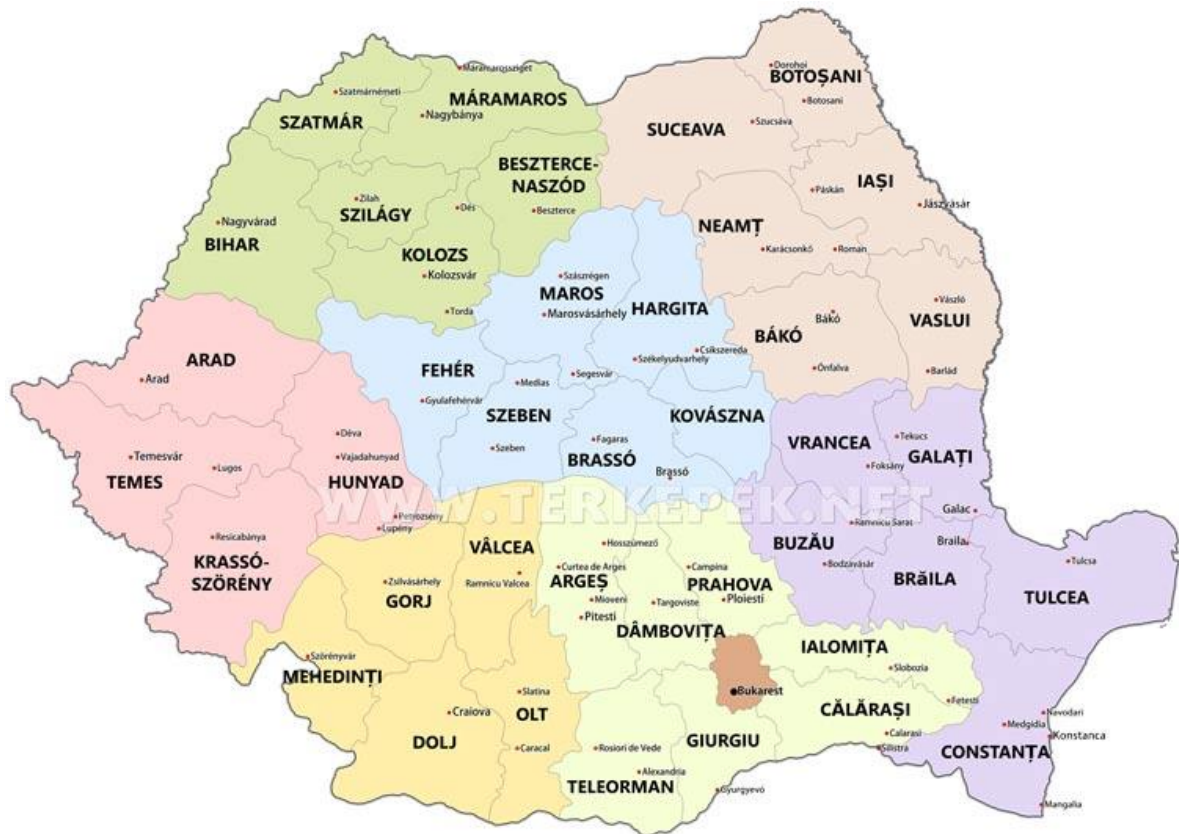 Máramarossziget
Dorohoi
BOTOȘANI
Szatmárnémeti
MÁRAMAROS
Botosani
Nagybánya
SZATMÁR
SUCEAVA
Szucsáva
BESZTERCE-
NASZÓD
IAȘI
Páskán
Zilah
SZILÁGY
Dés
Beszterce
Jászvásár
Nagyvárad
BIHAR
NEAMȚ
Karácsonkő
Roman
KOLOZS
Kolozsvár
Szászrégen
MAROS
Marosvásárhely
HARGITA
Vászló
VASLUI
Torda
Bákó
BÁKÓ
Csíkszereda
Székelyudvarhely
ARAD
Arad
FEHÉR
Segesvár
Ónfalva
Barlád
Medias
Gyulafehérvár
SZEBEN
KOVÁSZNA
Déva
Fagaras
VRANCEA
Tekucs
GALAȚI
Temesvár
Lugos
Vajadahunyad
Szeben
BRASSÓ
Brassó
Foksány
TEMES
HUNYAD
WWW.TERKEPEK.NET
Petrozsény
Lupény
Galac
Ramnicu Sarat
Resicabánya
VÂLCEA
Hosszúmező
BUZĂU
Braila
KRASSÓ-
SZÖRÉNY
Zsilvásárhely
GORJ
Ramnicu Valcea
Curtea de Arges
ARGEȘ
Campina
PRAHOVA
Bodzavásár
BRăILA
Tulcsa
TULCEA
Mioveni
Pitesti
Targoviste
Ploiesti
DÂMBOVIȚA
Szörényvár
MEHEDINȚI
IALOMIȚA
Slobozia
Slatina
Bukarest
Fetesti
Craiova
OLT
CĂLĂRAȘI
Navodari
Medgidia
Konstanca
DOLJ
Caracal
Rosiori de Vede
GIURGIU
Calarasi
Silistra
CONSTANȚA
Alexandria
TELEORMAN
Gyurgyevó
Mangalia